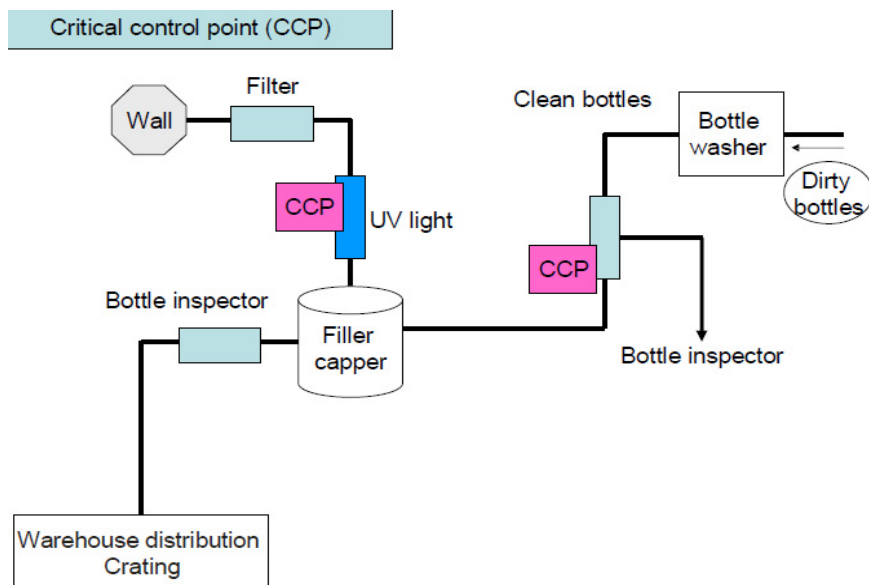 Critical control point (CCP)
Filter
Wall
Clean bottles
Bottle
washer
Dirty
bottles
CCP
UV light
CCP
Bottle inspector
Filler
capper
Bottle inspector
Warehouse distribution
Crating